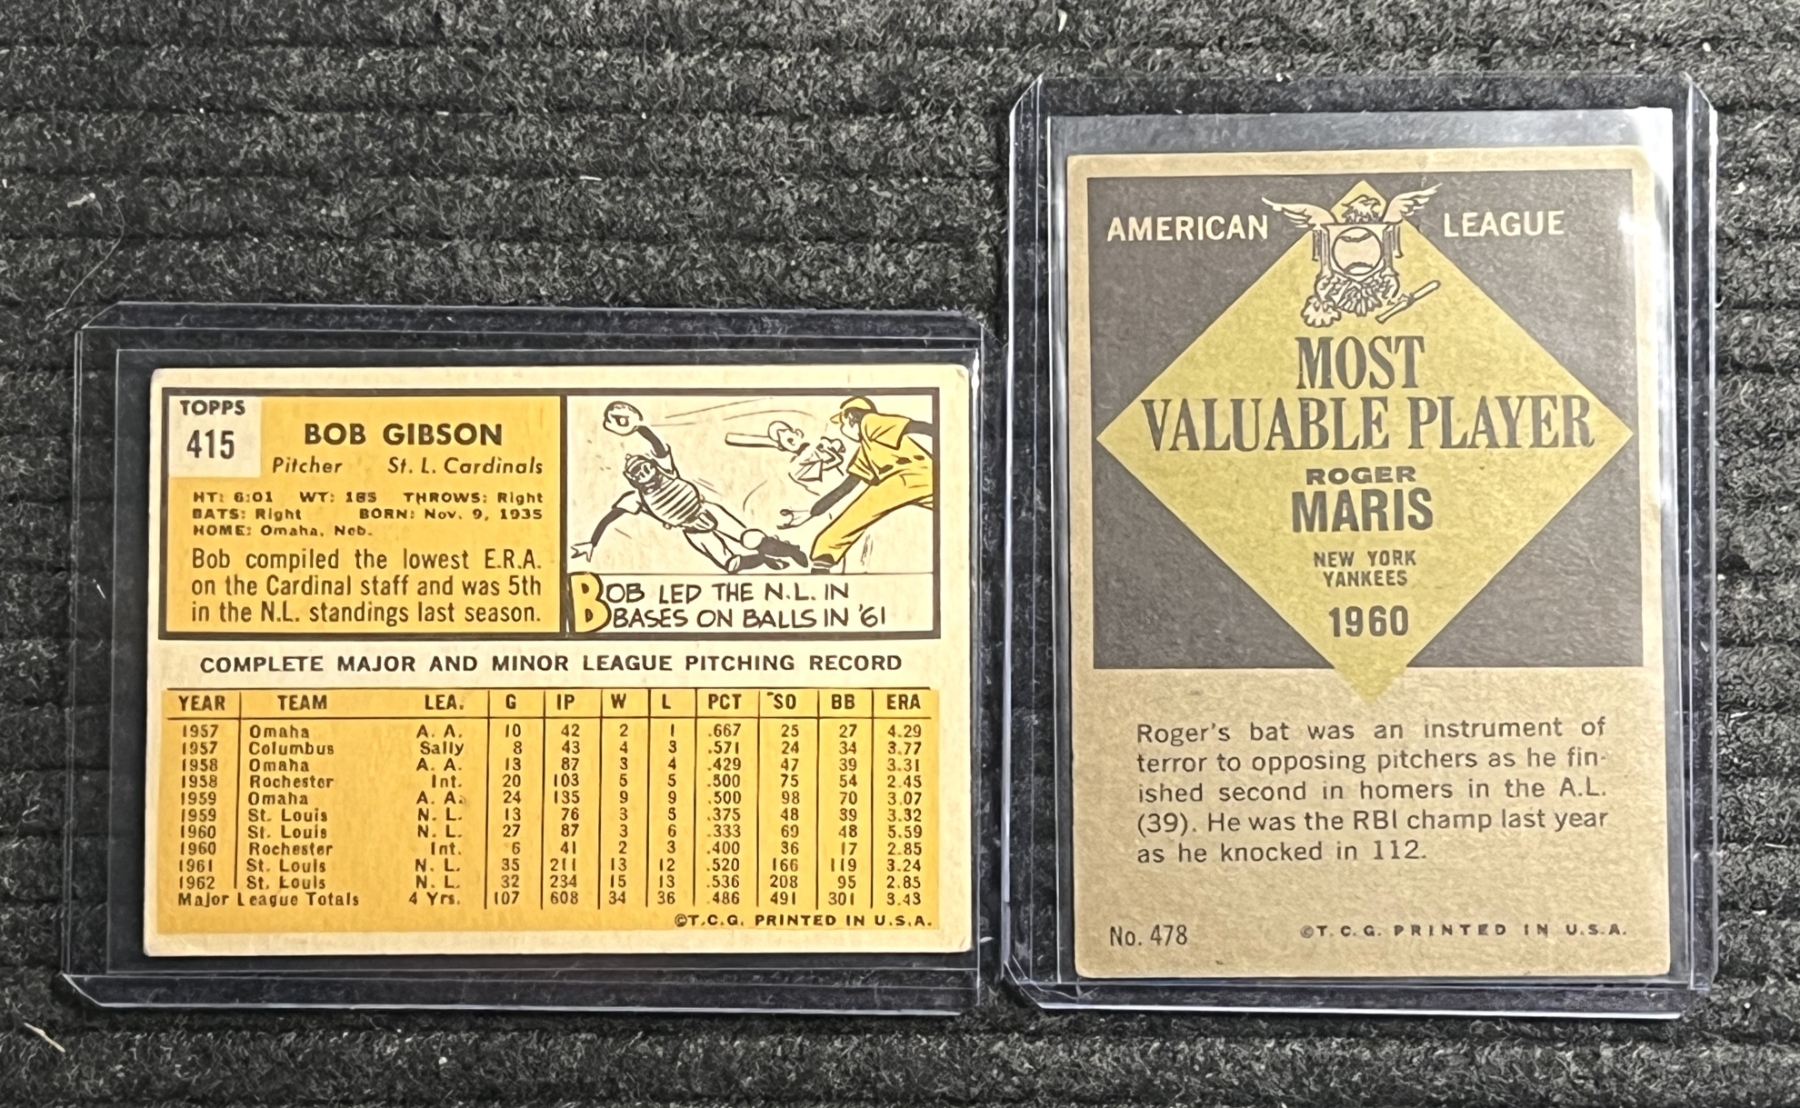 TOPPS
415
BOB GIBSON
Pitcher St. L. Cardinals
HT: 6:01 WT: 185 THROWS: Right
BATS: Right BORN: Nov. 9, 1935
HOME: Omaha, Neb.
Bob compiled the lowest E.R.A.
on the Cardinal staff and was 5th
in the N.L. standings last season.
BOB LED THE N.L. IN
BASES ON BALLS IN '61
COMPLETE MAJOR AND MINOR LEAGUE PITCHING RECORD
YEAR TEAM LEA. G IP W L PCT SO BB ERA
1957 Omaha A. A. 10 42 2 1 .667 25 27 4.29
1957 Columbus Sally 8 43 4 3 .571 24 34 3.77
1958 Omaha A. A. 13 87 3 4 .429 47 39 3.31
1958 Rochester Int. 20 103 5 5 .500 75 54 2.45
1959 Omaha A. A. 24 135 9 9 .500 98 70 3.07
1959 St. Louis N. L. 13 76 3 5 .375 48 39 3.32
1960 St. Louis N. L. 27 87 3 6 .333 69 48 5.59
1960 Rochester Int. 6 41 2 3 .400 36 17 2.85
1961 St. Louis N. L. 35 211 13 12 .520 166 119 3.24
1962 St. Louis N. L. 32 234 15 13 .536 208 95 2.85
Major League Totals 4 Yrs. 107 608 34 36 .486 491 301 3.43
©T.C.G. PRINTED IN U.S.A.
AMERICAN LEAGUE
MOST
VALUABLE PLAYER
ROGER
MARIS
NEW YORK
YANKEES
1960
Roger's bat was an instrument of
terror to opposing pitchers as he fin-
ished second in homers in the A.L.
(39). He was the RBI champ last year
as he knocked in 112.
No. 478 ©T. C. G. PRINTED IN U.S.A.